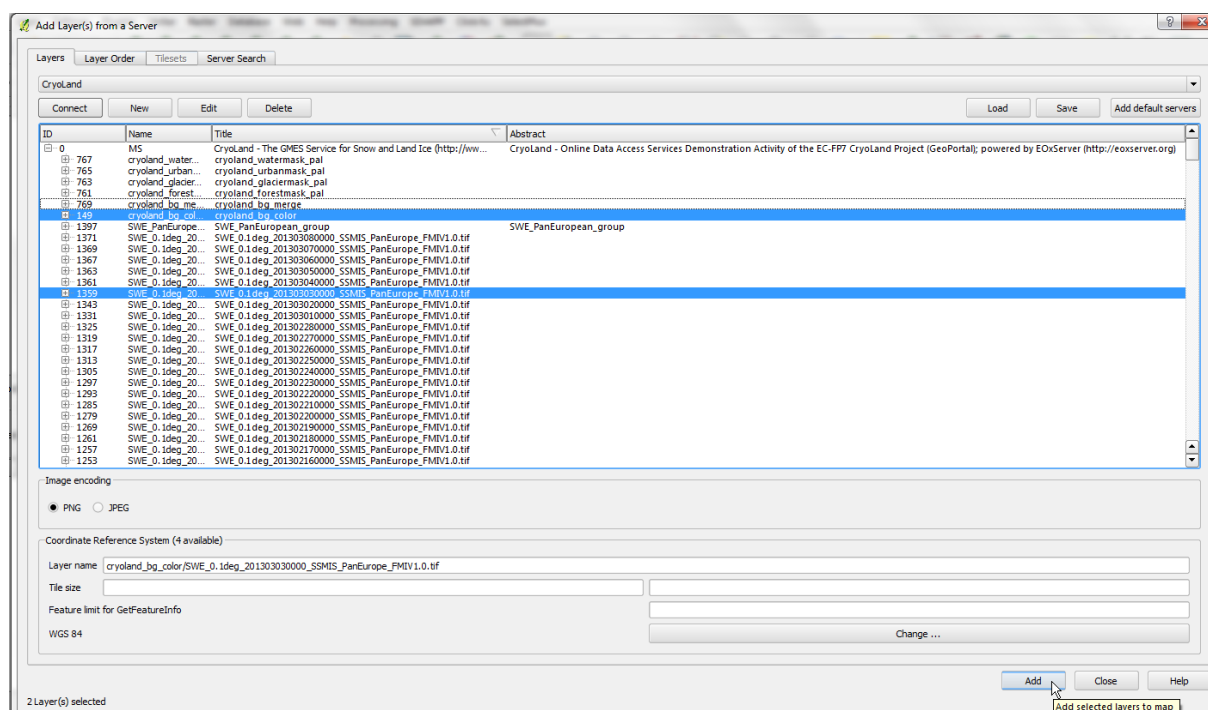 Add Layer(s) from a Server
Layers Layer Order Tilesets Server Search
CryoLand
Connect New Edit Delete Load Save Add default servers
ID Name Title Abstract
0 MS CryoLand - The GMES Service for Snow and Land Ice (http://ww... CryoLand - Online Data Access Services Demonstration Activity of the EC-FP7 CryoLand Project (GeoPortal); powered by EOxServer (http://eoxserver.org)
767 cryoland_water... cryoland_watermask_pal
765 cryoland_urban... cryoland_urbanmask_pal
763 cryoland_glacier... cryoland_glaciermask_pal
761 cryoland_forest... cryoland_forestmask_pal
769 cryoland_bg_me... cryoland_bg_merge
149 cryoland_bg_col... cryoland_bg_color
1397 SWE_PanEurope... SWE_PanEuropean_group SWE_PanEuropean_group
1371 SWE_0.1deg_20... SWE_0.1deg_201303080000_SSMIS_PanEurope_FMIV1.0.tif
1369 SWE_0.1deg_20... SWE_0.1deg_201303070000_SSMIS_PanEurope_FMIV1.0.tif
1367 SWE_0.1deg_20... SWE_0.1deg_201303060000_SSMIS_PanEurope_FMIV1.0.tif
1363 SWE_0.1deg_20... SWE_0.1deg_201303050000_SSMIS_PanEurope_FMIV1.0.tif
1361 SWE_0.1deg_20... SWE_0.1deg_201303040000_SSMIS_PanEurope_FMIV1.0.tif
1359 SWE_0.1deg_20... SWE_0.1deg_201303030000_SSMIS_PanEurope_FMIV1.0.tif
1343 SWE_0.1deg_20... SWE_0.1deg_201303020000_SSMIS_PanEurope_FMIV1.0.tif
1331 SWE_0.1deg_20... SWE_0.1deg_201303010000_SSMIS_PanEurope_FMIV1.0.tif
1325 SWE_0.1deg_20... SWE_0.1deg_201302280000_SSMIS_PanEurope_FMIV1.0.tif
1319 SWE_0.1deg_20... SWE_0.1deg_201302270000_SSMIS_PanEurope_FMIV1.0.tif
1317 SWE_0.1deg_20... SWE_0.1deg_201302260000_SSMIS_PanEurope_FMIV1.0.tif
1313 SWE_0.1deg_20... SWE_0.1deg_201302250000_SSMIS_PanEurope_FMIV1.0.tif
1305 SWE_0.1deg_20... SWE_0.1deg_201302240000_SSMIS_PanEurope_FMIV1.0.tif
1297 SWE_0.1deg_20... SWE_0.1deg_201302230000_SSMIS_PanEurope_FMIV1.0.tif
1293 SWE_0.1deg_20... SWE_0.1deg_201302220000_SSMIS_PanEurope_FMIV1.0.tif
1285 SWE_0.1deg_20... SWE_0.1deg_201302210000_SSMIS_PanEurope_FMIV1.0.tif
1279 SWE_0.1deg_20... SWE_0.1deg_201302200000_SSMIS_PanEurope_FMIV1.0.tif
1269 SWE_0.1deg_20... SWE_0.1deg_201302190000_SSMIS_PanEurope_FMIV1.0.tif
1261 SWE_0.1deg_20... SWE_0.1deg_201302180000_SSMIS_PanEurope_FMIV1.0.tif
1257 SWE_0.1deg_20... SWE_0.1deg_201302170000_SSMIS_PanEurope_FMIV1.0.tif
1253 SWE_0.1deg_20... SWE_0.1deg_201302160000_SSMIS_PanEurope_FMIV1.0.tif
Image encoding
PNG JPEG
Coordinate Reference System (4 available)
Layer name cryoland_bg_color/SWE_0.1deg_201303030000_SSMIS_PanEurope_FMIV1.0.tif
Tile size
Feature limit for GetFeatureInfo
WGS 84 Change ...
Add Close Help
2 Layer(s) selected
Add selected layers to map